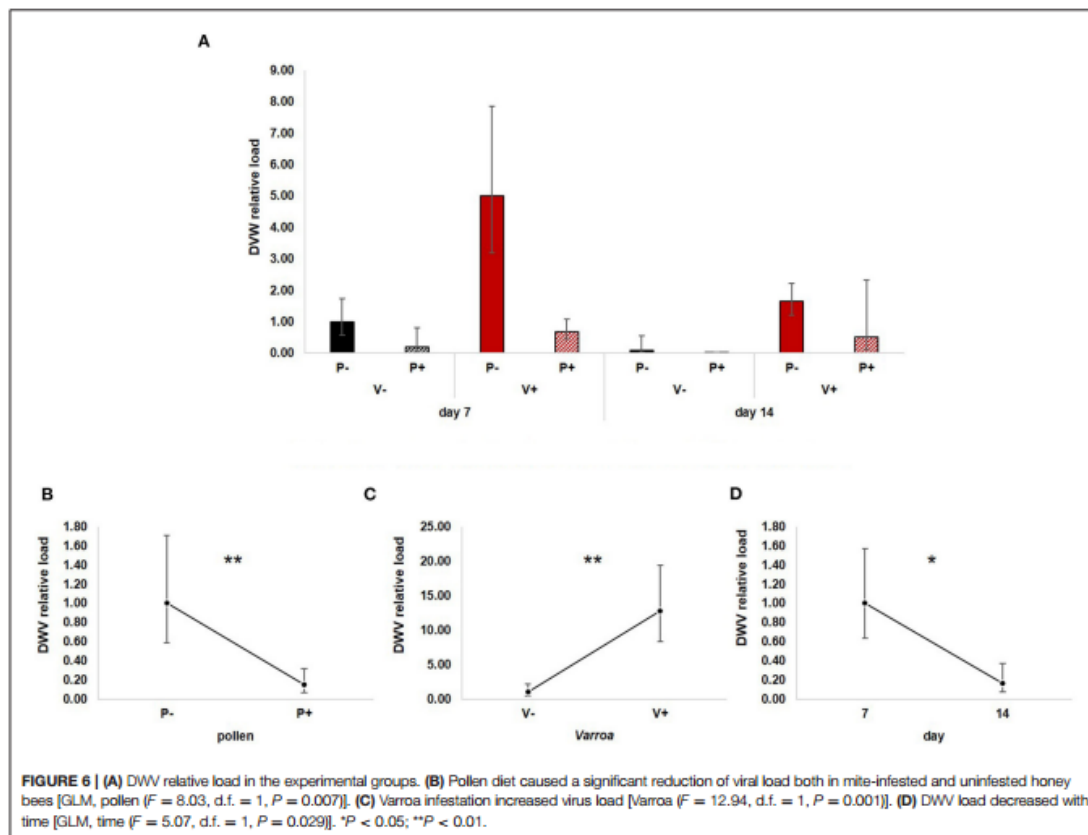 A
9.00
8.00
7.00
6.00
5.00
4.00
3.00
2.00
1.00
0.00
DVW relative load
P- P+ P- P+ P- P+ P- P+
V- V+ V- V+
day 7 day 14
B
1.80
1.60
1.40
1.20
1.00
0.80
0.60
0.40
0.20
0.00
DWV relative load
**
P- P+
pollen
C
25.00
20.00
15.00
10.00
5.00
0.00
DWV relative load
**
V- V+
Varroa
D
1.80
1.60
1.40
1.20
1.00
0.80
0.60
0.40
0.20
0.00
DWV relative load
*
7 14
day
FIGURE 6 | (A) DWV relative load in the experimental groups. (B) Pollen diet caused a significant reduction of viral load both in mite-infested and uninfested honey
bees [GLM, pollen (F = 8.03, d.f. = 1, P = 0.007)]. (C) Varroa infestation increased virus load [Varroa (F = 12.94, d.f. = 1, P = 0.001)]. (D) DWV load decreased with
time [GLM, time (F = 5.07, d.f. = 1, P = 0.029)]. *P < 0.05; **P < 0.01.